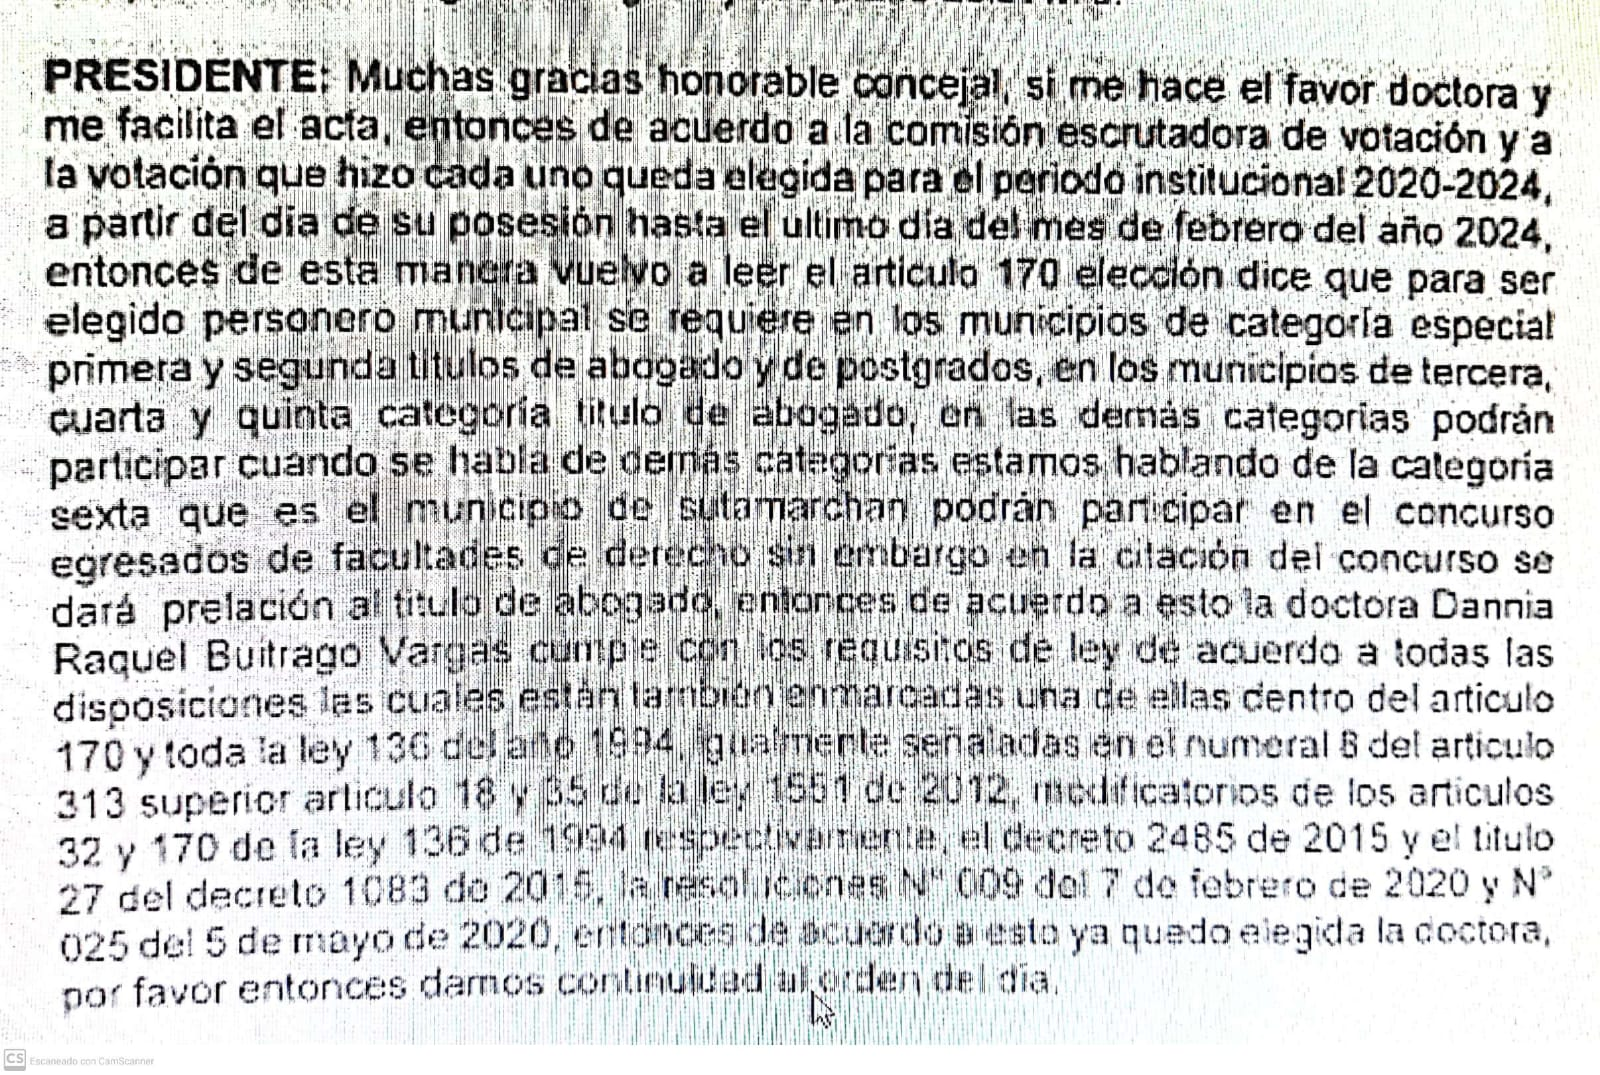 PRESIDENTE: Muchas gracias honorable concejal, si me hace el favor doctora y
me facilita el acta, entonces de acuerdo a la comisión escrutadora de votación y a
la votación que hizo cada uno queda elegida para el periodo institucional 2020-2024,
a partir del dia de su posesión hasta el ultimo dia del mes de febrero del año 2024,
entonces de esta manera vuelvo a leer el articulo 170 elección dice que para ser
elegido personero municipal se requiere en los municipios de categoría especial
primera y segunda titulos de abogado y de postgrados, en los municipios de tercera,
cuarta y quinta categoría titulo de abogado, en las demás categorias podrán
participar cuando se habla de demás categorías estamos hablando de la categoría
sexta que es el municipio de sutamarchan podrán participar en el concurso
egresados de facultades de derecho sin embargo en la citación del concurso se
dará prelación al titulo de abogado, entonces de acuerdo a esto la doctora Dannia
Raquel Buitrago Vargas cumple con los requisitos de ley de acuerdo a todas las
disposiciones las cuales están también enmarcadas una de ellas dentro del articulo
170 y toda la ley 136 del año 1994, igualmente señaladas en el numeral 8 del articulo
313 superior articulo 18 y 35 de la ley 1551 de 2012, modificatorios de los articulos
32 y 170 de la ley 136 de 1994 respectivamente, el decreto 2485 de 2015 y el titulo
27 del decreto 1083 de 2015, la resoluciones N° 009 del 7 de febrero de 2020 y N°
025 del 5 de mayo de 2020, entonces de acuerdo a esto ya quedo elegida la doctora,
por favor entonces damos continuidad al orden del día.
CS Escaneado con CamScanner